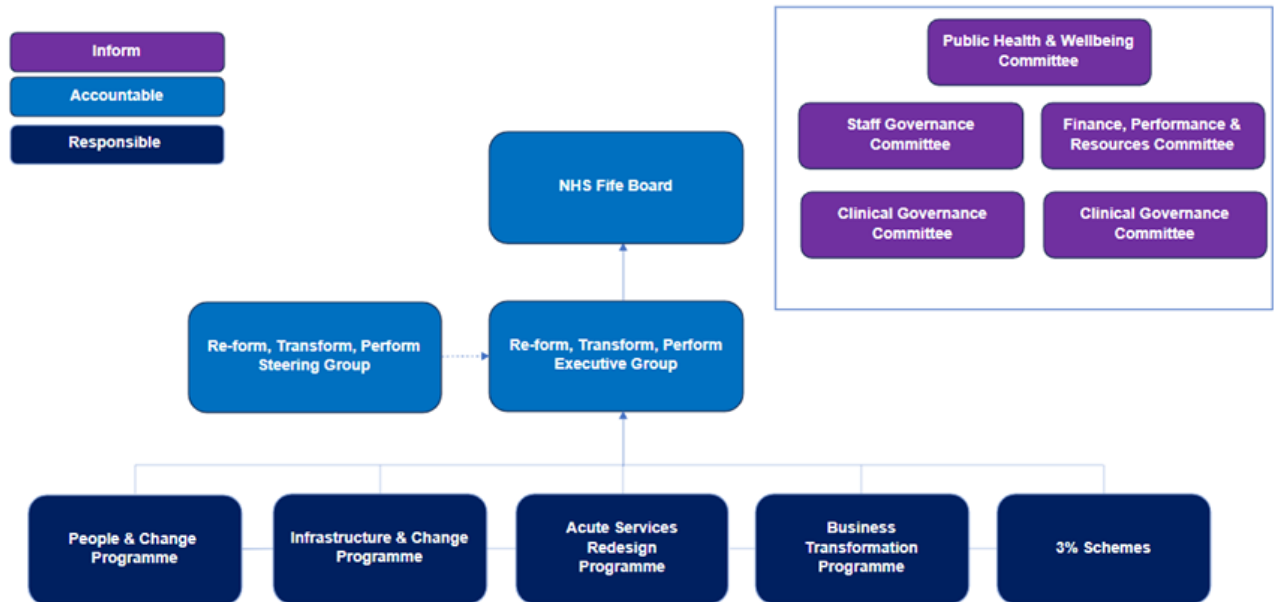 Inform
Accountable
Responsible
Public Health & Wellbeing
Committee
Staff Governance
Committee
Finance, Performance &
Resources Committee
Clinical Governance
Committee
Clinical Governance
Committee
NHS Fife Board
Re-form, Transform, Perform
Steering Group
Re-form, Transform, Perform
Executive Group
People & Change
Programme
Infrastructure & Change
Programme
Acute Services
Redesign
Programme
Business
Transformation
Programme
3% Schemes